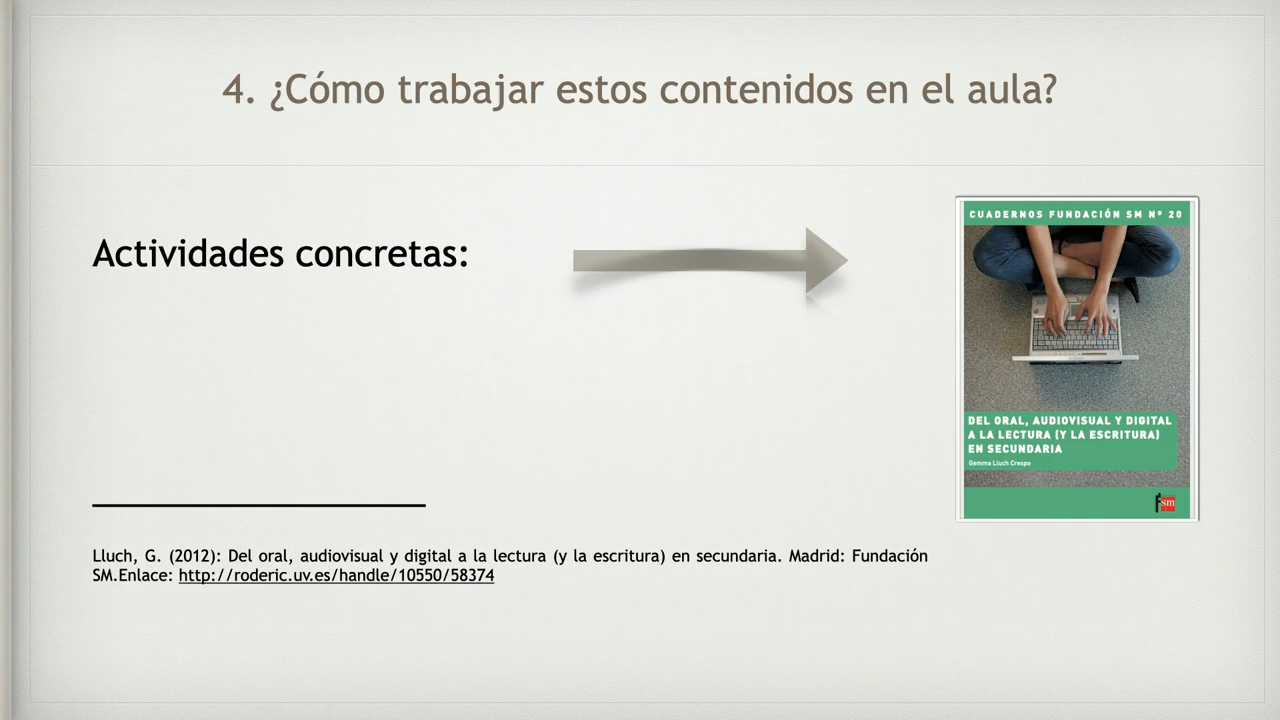 4. ¿Cómo trabajar estos contenidos en el aula?
Actividades concretas:
CUADERNOS FUNDACIÓN SM Nº 20
DEL ORAL, AUDIOVISUAL Y DIGITAL
A LA LECTURA (Y LA ESCRITURA)
EN SECUNDARIA
Gemma Lluch Crespo
fsm
Lluch, G. (2012): Del oral, audiovisual y digital a la lectura (y la escritura) en secundaria. Madrid: Fundación
SM.Enlace: http://roderic.uv.es/handle/10550/58374